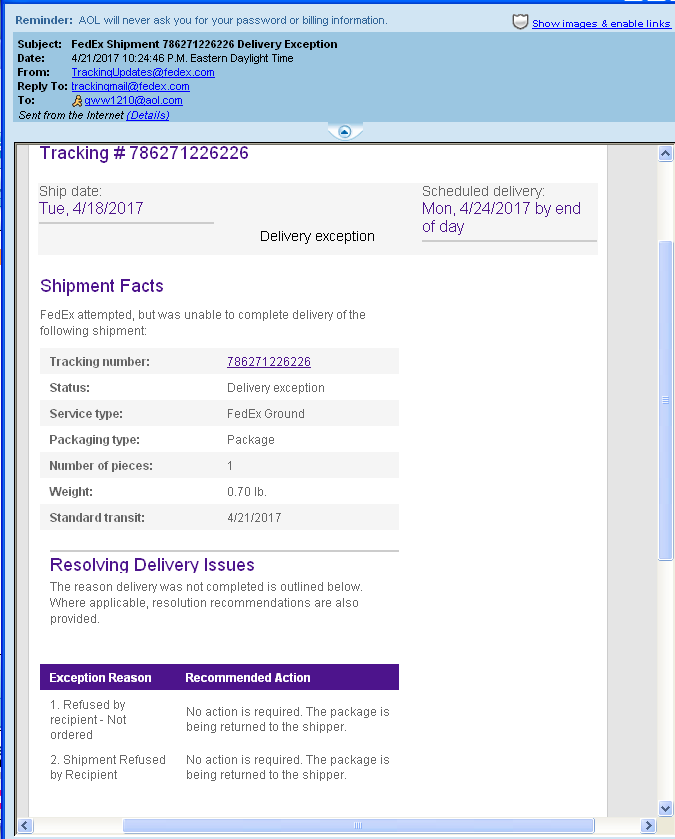 Reminder: AOL will never ask you for your password or billing information.
Show images & enable links
Subject: FedEx Shipment 786271226226 Delivery Exception
Date: 4/21/2017 10:24:46 P.M. Eastern Daylight Time
From: TrackingUpdates@fedex.com
Reply To: trackingmail@fedex.com
To: gww1210@aol.com
Sent from the Internet (Details)
Tracking # 786271226226
Ship date:
Tue, 4/18/2017
Delivery exception
Scheduled delivery:
Mon, 4/24/2017 by end
of day
Shipment Facts
FedEx attempted, but was unable to complete delivery of the
following shipment:
Tracking number: 786271226226
Status: Delivery exception
Service type: FedEx Ground
Packaging type: Package
Number of pieces: 1
Weight: 0.70 lb.
Standard transit: 4/21/2017
Resolving Delivery Issues
The reason delivery was not completed is outlined below.
Where applicable, resolution recommendations are also
provided.
Exception Reason Recommended Action
1. Refused by
recipient - Not
ordered
No action is required. The package is
being returned to the shipper.
2. Shipment Refused
by Recipient
No action is required. The package is
being returned to the shipper.